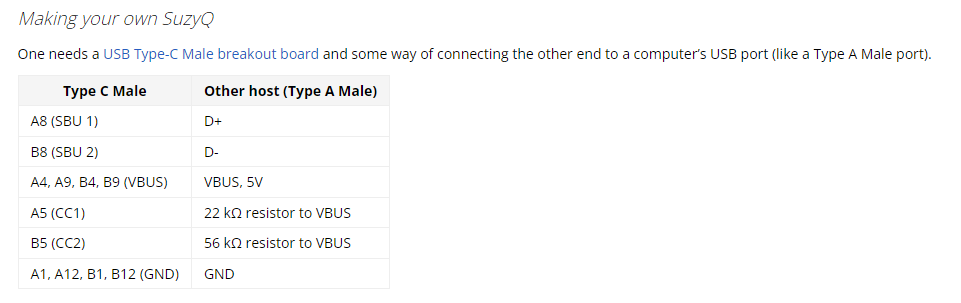 Making your own SuzyQ
One needs a USB Type-C Male breakout board and some way of connecting the other end to a computer's USB port (like a Type A Male port).
Type C Male Other host (Type A Male)
A8 (SBU 1) D+
B8 (SBU 2) D-
A4, A9, B4, B9 (VBUS) VBUS, 5V
A5 (CC1) 22 kΩ resistor to VBUS
B5 (CC2) 56 kΩ resistor to VBUS
A1, A12, B1, B12 (GND) GND